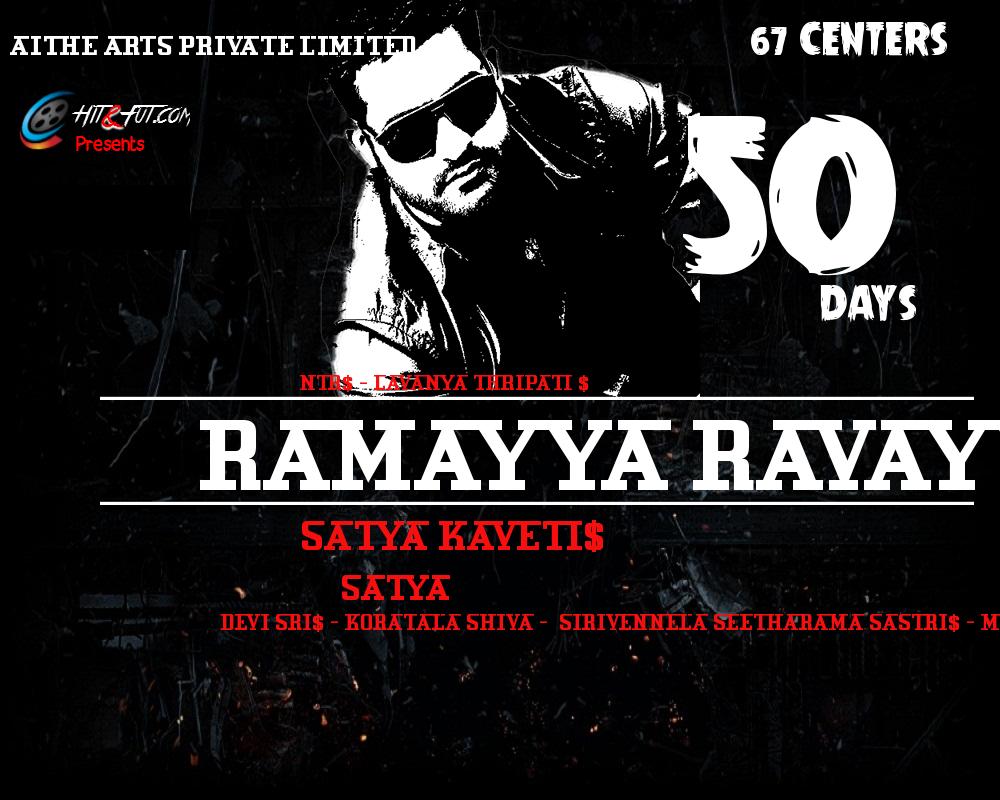 AITHE ARTS PRIVATE LIMITED
67 CENTERS
HIT&FUT.COM
Presents
50
DAYS
NTR$ - LAVANYA THRIPATI $
RAMAYYA RAVAY
SATYA KAVETI$
SATYA
DEVI SRI$ - KORATALA SHIVA - SIRIVENNELA SEETHARAMA SASTRI$ - M